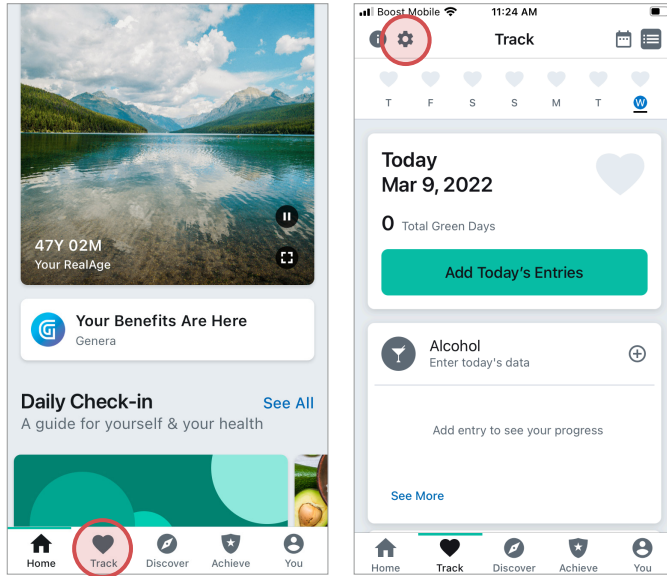 47Y 02M
Your RealAge
Your Benefits Are Here
Genera
Daily Check-in
See All
A guide for yourself & your health
Home
Track
Discover
Achieve
You
Boost Mobile
11:24 AM
Track
T F S S M T W
Today
Mar 9, 2022
0 Total Green Days
Add Today's Entries
Alcohol
Enter today's data
Add entry to see your progress
See More
Home
Track
Discover
Achieve
You